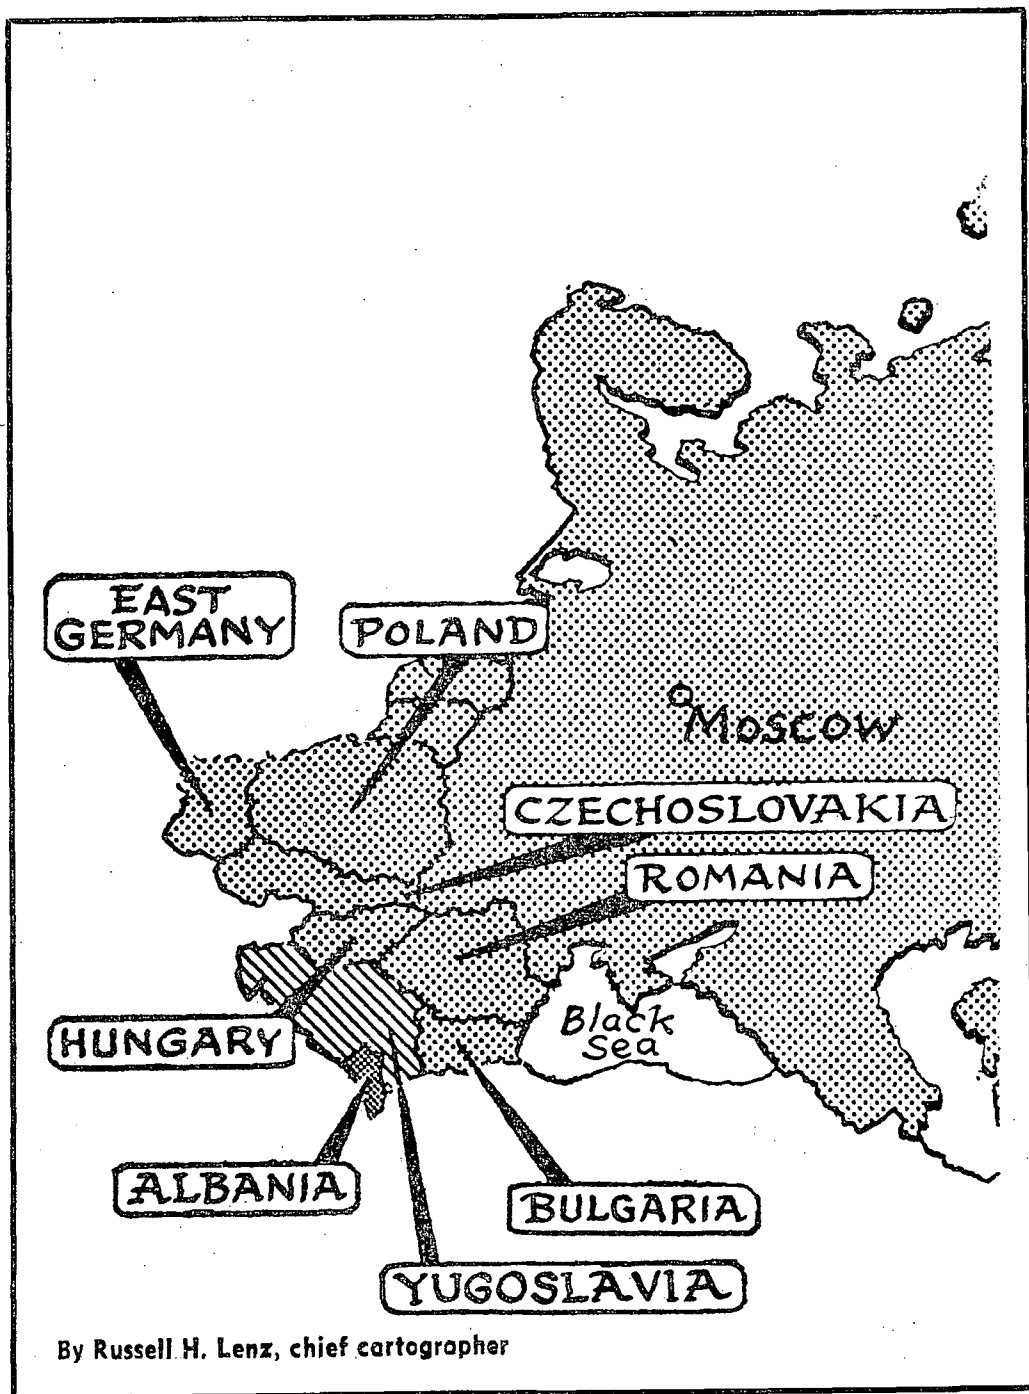 EAST
GERMANY
POLAND
MOSCOW
CZECHOSLOVAKIA
ROMANIA
Black
Sea
HUNGARY
ALBANIA
BULGARIA
YUGOSLAVIA
By Russell H. Lenz, chief cartographer